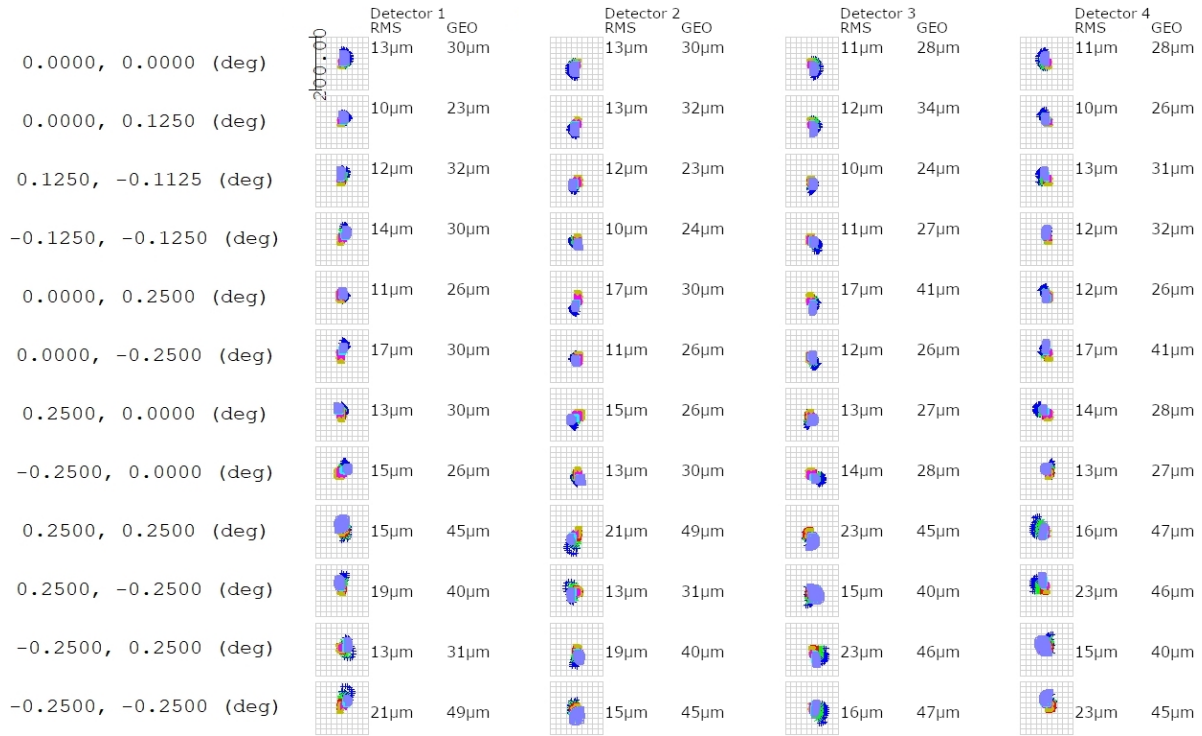 Detector 1 Detector 2 Detector 3 Detector 4
RMS GEO RMS GEO RMS GEO RMS GEO
200.00
0.0000, 0.0000 (deg) 13µm 30µm 13µm 30µm 11µm 28µm 11µm 28µm
0.0000, 0.1250 (deg) 10µm 23µm 13µm 32µm 12µm 34µm 10µm 26µm
0.1250, -0.1125 (deg) 12µm 32µm 12µm 23µm 10µm 24µm 13µm 31µm
-0.1250, -0.1250 (deg) 14µm 30µm 10µm 24µm 11µm 27µm 12µm 32µm
0.0000, 0.2500 (deg) 11µm 26µm 17µm 30µm 17µm 41µm 12µm 26µm
0.0000, -0.2500 (deg) 17µm 30µm 11µm 26µm 12µm 26µm 17µm 41µm
0.2500, 0.0000 (deg) 13µm 30µm 15µm 26µm 13µm 27µm 14µm 28µm
-0.2500, 0.0000 (deg) 15µm 26µm 13µm 30µm 14µm 28µm 13µm 27µm
0.2500, 0.2500 (deg) 15µm 45µm 21µm 49µm 23µm 45µm 16µm 47µm
0.2500, -0.2500 (deg) 19µm 40µm 13µm 31µm 15µm 40µm 23µm 46µm
-0.2500, 0.2500 (deg) 13µm 31µm 19µm 40µm 23µm 46µm 15µm 40µm
-0.2500, -0.2500 (deg) 21µm 49µm 15µm 45µm 16µm 47µm 23µm 45µm